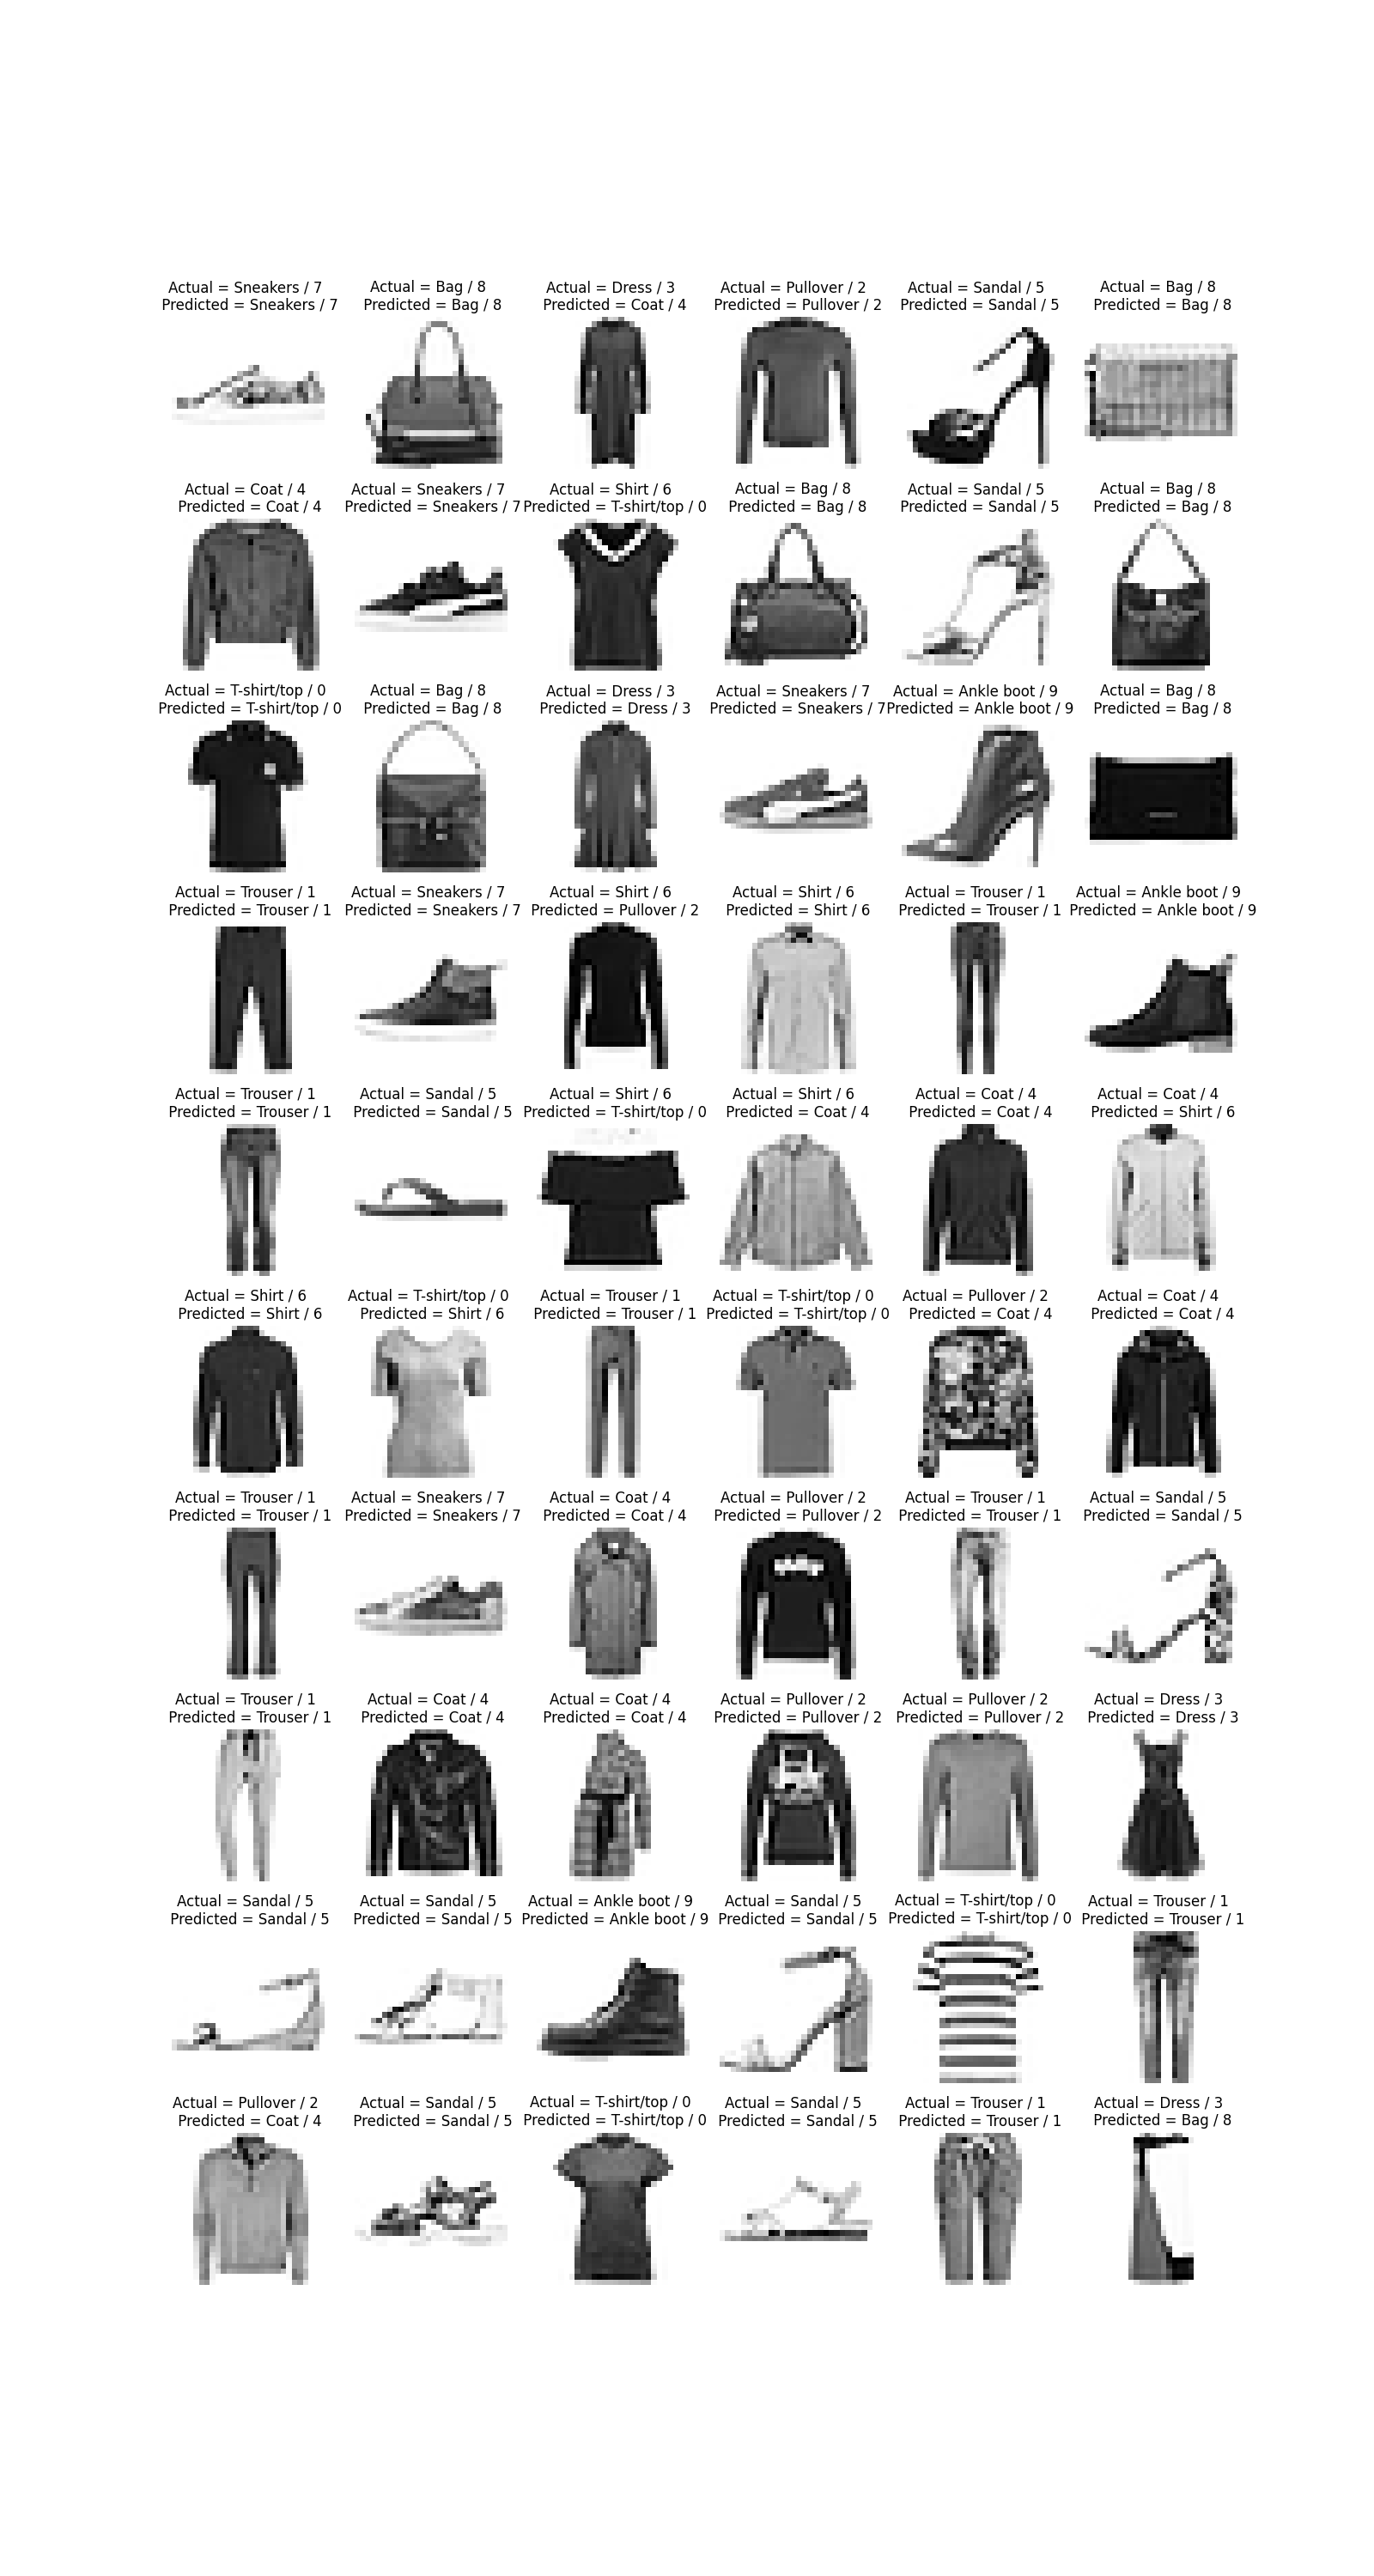 Actual = Sneakers / 7
Predicted = Sneakers / 7
Actual = Bag / 8
Predicted = Bag / 8
Actual = Dress / 3
Predicted = Coat / 4
Actual = Pullover / 2
Predicted = Pullover / 2
Actual = Sandal / 5
Predicted = Sandal / 5
Actual = Bag / 8
Predicted = Bag / 8
Actual = Coat / 4
Predicted = Coat / 4
Actual = Sneakers / 7
Predicted = Sneakers / 7
Actual = Shirt / 6
Predicted = T-shirt/top / 0
Actual = Bag / 8
Predicted = Bag / 8
Actual = Sandal / 5
Predicted = Sandal / 5
Actual = Bag / 8
Predicted = Bag / 8
Actual = T-shirt/top / 0
Predicted = T-shirt/top / 0
Actual = Bag / 8
Predicted = Bag / 8
Actual = Dress / 3
Predicted = Dress / 3
Actual = Sneakers / 7
Predicted = Sneakers / 7
Actual = Ankle boot / 9
Predicted = Ankle boot / 9
Actual = Bag / 8
Predicted = Bag / 8
Actual = Trouser / 1
Predicted = Trouser / 1
Actual = Sneakers / 7
Predicted = Sneakers / 7
Actual = Shirt / 6
Predicted = Pullover / 2
Actual = Shirt / 6
Predicted = Shirt / 6
Actual = Trouser / 1
Predicted = Trouser / 1
Actual = Ankle boot / 9
Predicted = Ankle boot / 9
Actual = Trouser / 1
Predicted = Trouser / 1
Actual = Sandal / 5
Predicted = Sandal / 5
Actual = Shirt / 6
Predicted = T-shirt/top / 0
Actual = Shirt / 6
Predicted = Coat / 4
Actual = Coat / 4
Predicted = Coat / 4
Actual = Coat / 4
Predicted = Shirt / 6
Actual = Shirt / 6
Predicted = Shirt / 6
Actual = T-shirt/top / 0
Predicted = Shirt / 6
Actual = Trouser / 1
Predicted = Trouser / 1
Actual = T-shirt/top / 0
Predicted = T-shirt/top / 0
Actual = Pullover / 2
Predicted = Coat / 4
Actual = Coat / 4
Predicted = Coat / 4
Actual = Trouser / 1
Predicted = Trouser / 1
Actual = Sneakers / 7
Predicted = Sneakers / 7
Actual = Coat / 4
Predicted = Coat / 4
Actual = Pullover / 2
Predicted = Pullover / 2
Actual = Trouser / 1
Predicted = Trouser / 1
Actual = Sandal / 5
Predicted = Sandal / 5
Actual = Trouser / 1
Predicted = Trouser / 1
Actual = Coat / 4
Predicted = Coat / 4
Actual = Coat / 4
Predicted = Coat / 4
Actual = Pullover / 2
Predicted = Pullover / 2
Actual = Pullover / 2
Predicted = Pullover / 2
Actual = Dress / 3
Predicted = Dress / 3
Actual = Sandal / 5
Predicted = Sandal / 5
Actual = Sandal / 5
Predicted = Sandal / 5
Actual = Ankle boot / 9
Predicted = Ankle boot / 9
Actual = Sandal / 5
Predicted = Sandal / 5
Actual = T-shirt/top / 0
Predicted = T-shirt/top / 0
Actual = Trouser / 1
Predicted = Trouser / 1
Actual = Pullover / 2
Predicted = Coat / 4
Actual = Sandal / 5
Predicted = Sandal / 5
Actual = T-shirt/top / 0
Predicted = T-shirt/top / 0
Actual = Sandal / 5
Predicted = Sandal / 5
Actual = Trouser / 1
Predicted = Trouser / 1
Actual = Dress / 3
Predicted = Bag / 8